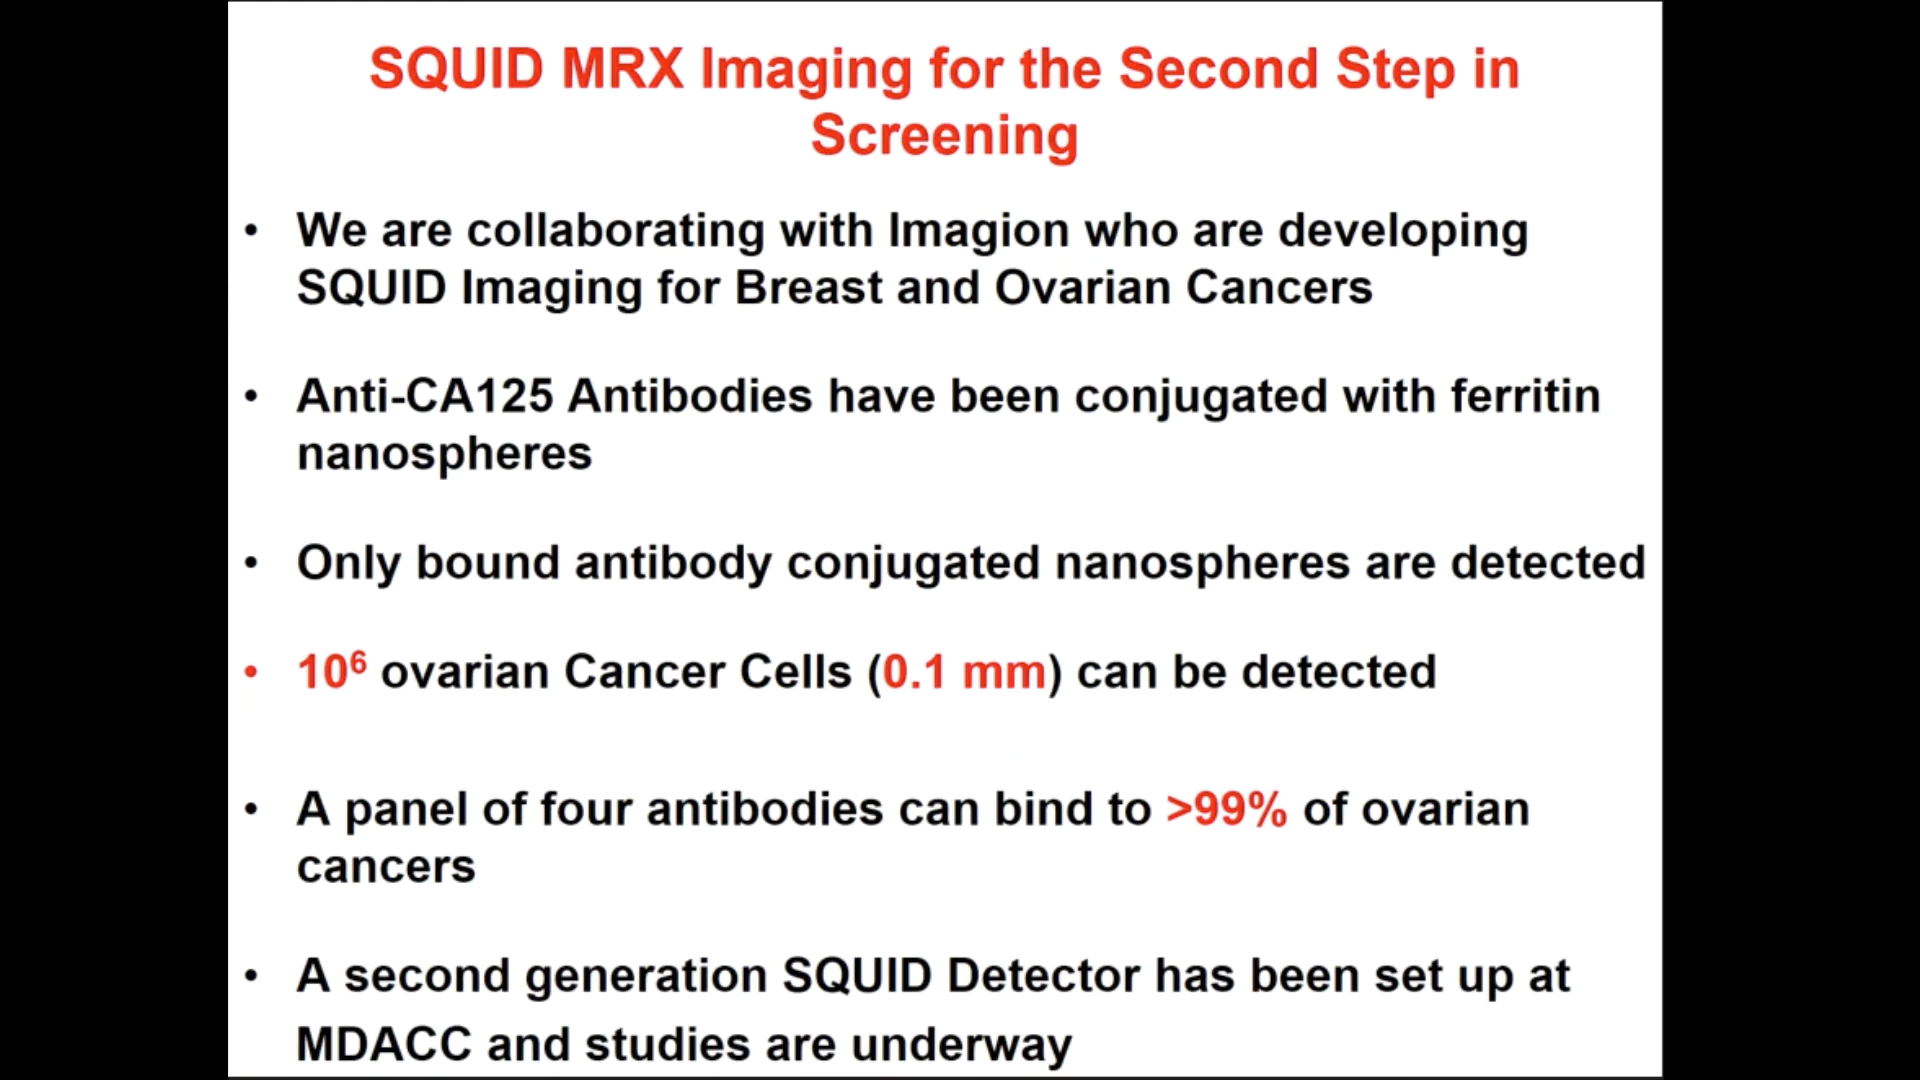 SQUID MRX Imaging for the Second Step in
Screening
• We are collaborating with Imagion who are developing
SQUID Imaging for Breast and Ovarian Cancers
• Anti-CA125 Antibodies have been conjugated with ferritin
nanospheres
• Only bound antibody conjugated nanospheres are detected
• 10⁶ ovarian Cancer Cells (0.1 mm) can be detected
• A panel of four antibodies can bind to >99% of ovarian
cancers
• A second generation SQUID Detector has been set up at
MDACC and studies are underway